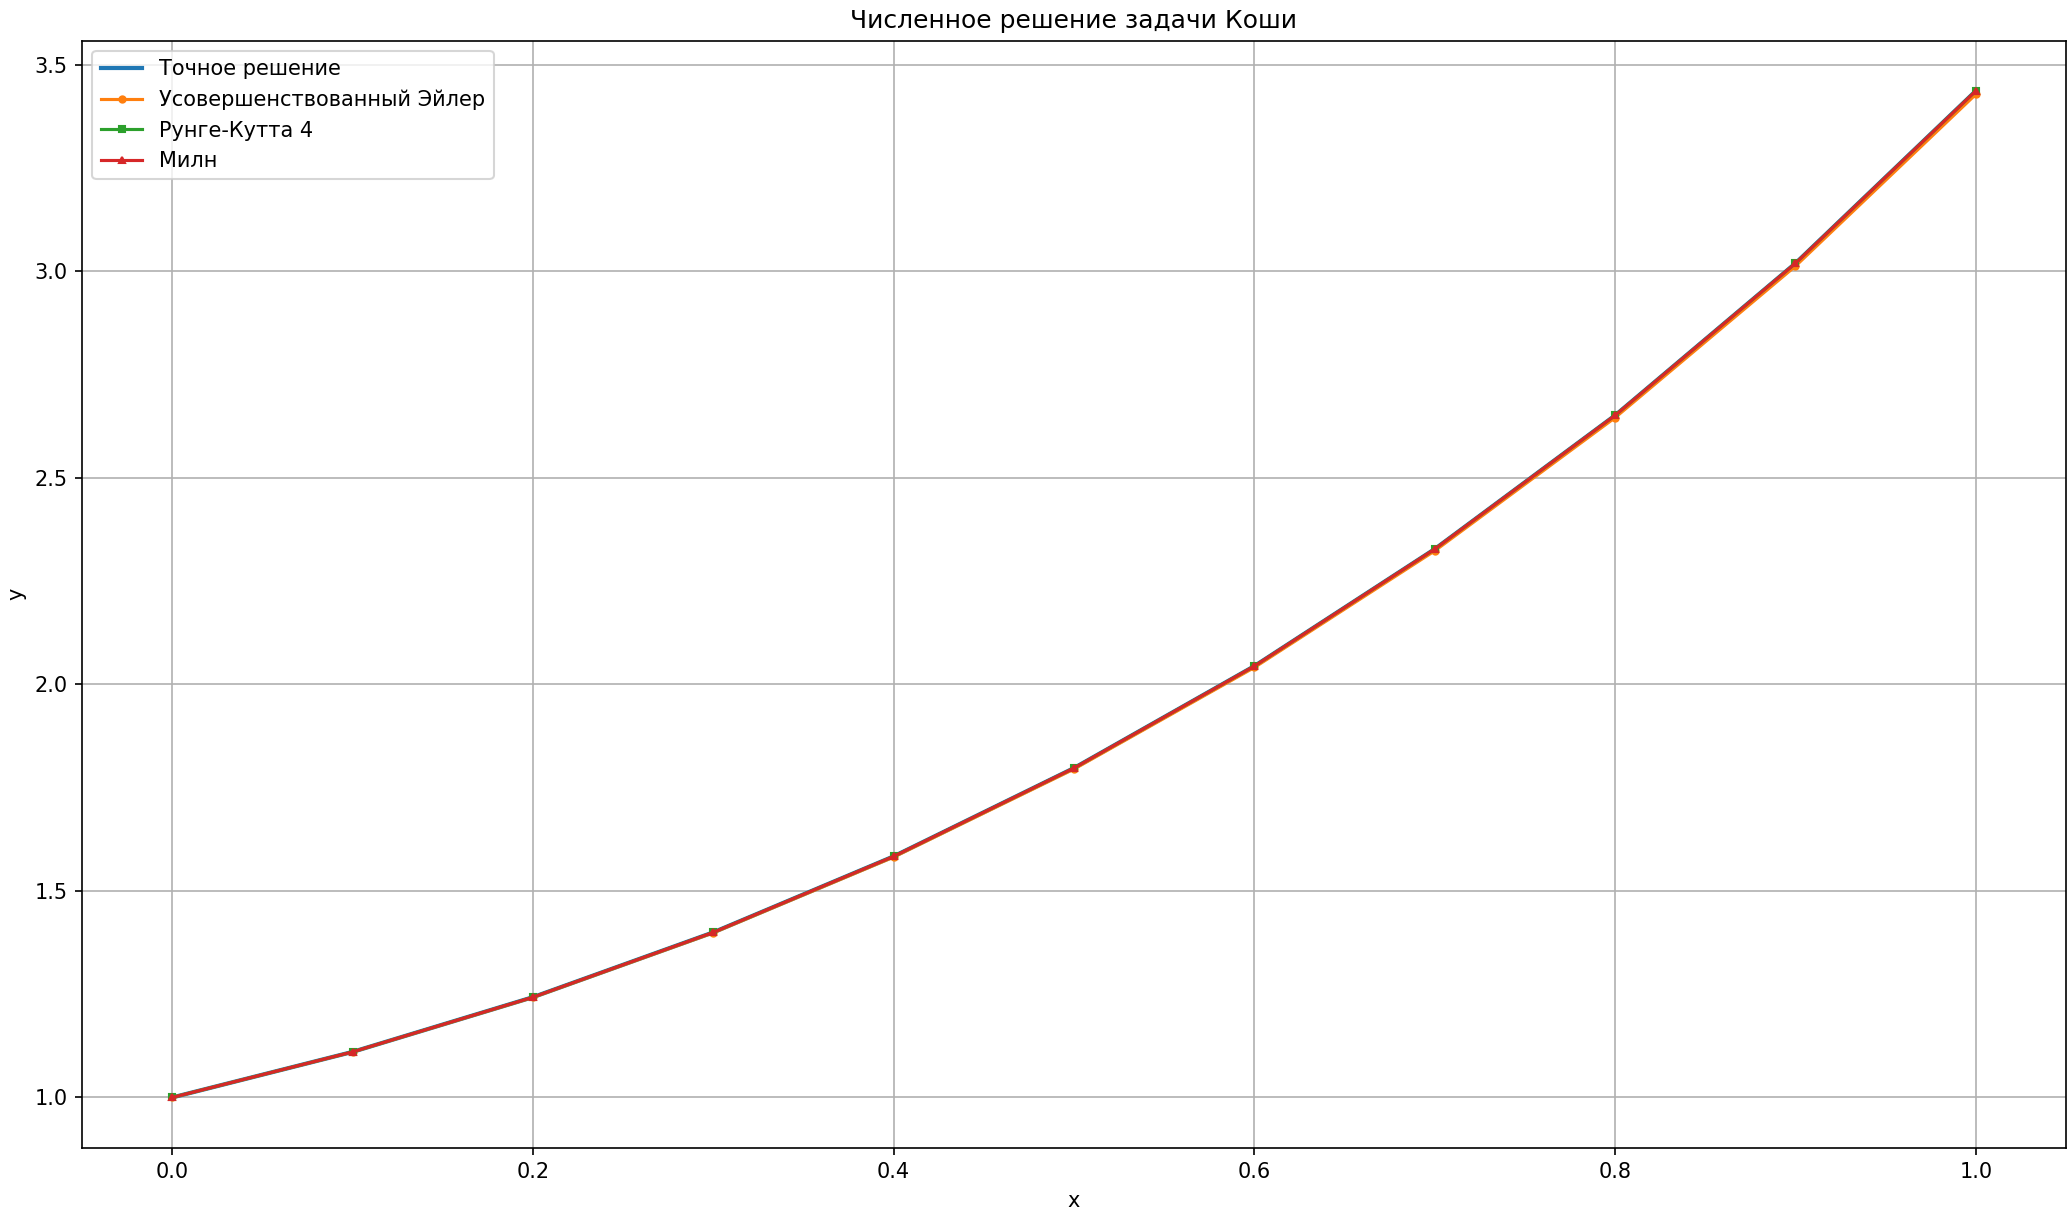 Численное решение задачи Коши
Точное решение
Усовершенствованный Эйлер
Рунге-Кутта 4
Милн
3.5
3.0
2.5
2.0
1.5
1.0
y
0.0
0.2
0.4
0.6
0.8
1.0
x